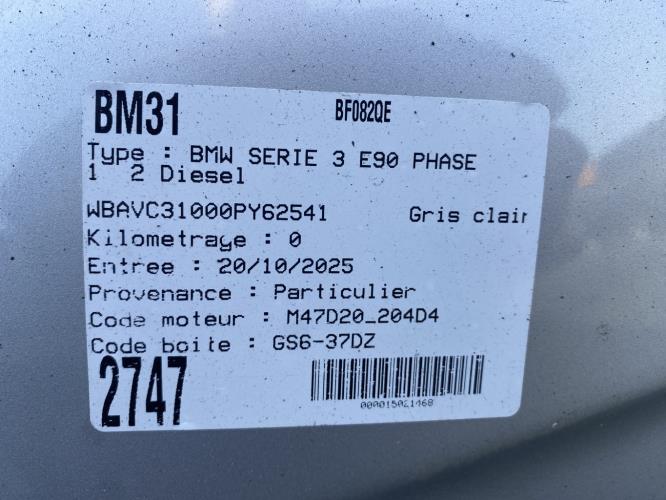 BM31 BF082QE
Type : BMW SERIE 3 E90 PHASE
1 2 Diesel
WBAVC31000PY62541 Gris clair
Kilometrage : 0
Entree : 20/10/2025
Provenance : Particulier
Code moteur : M47D20_204D4
Code boite : GS6-37DZ
2747
000015021468